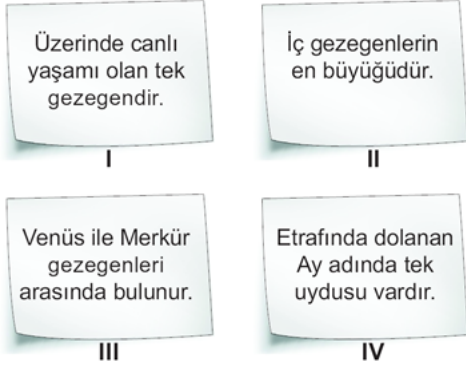 Üzerinde canlı
yaşamı olan tek
gezegendir.
I
İç gezegenlerin
en büyüğüdür.
II
Venüs ile Merkür
gezegenleri
arasında bulunur.
III
Etrafında dolanan
Ay adında tek
uydusu vardır.
IV